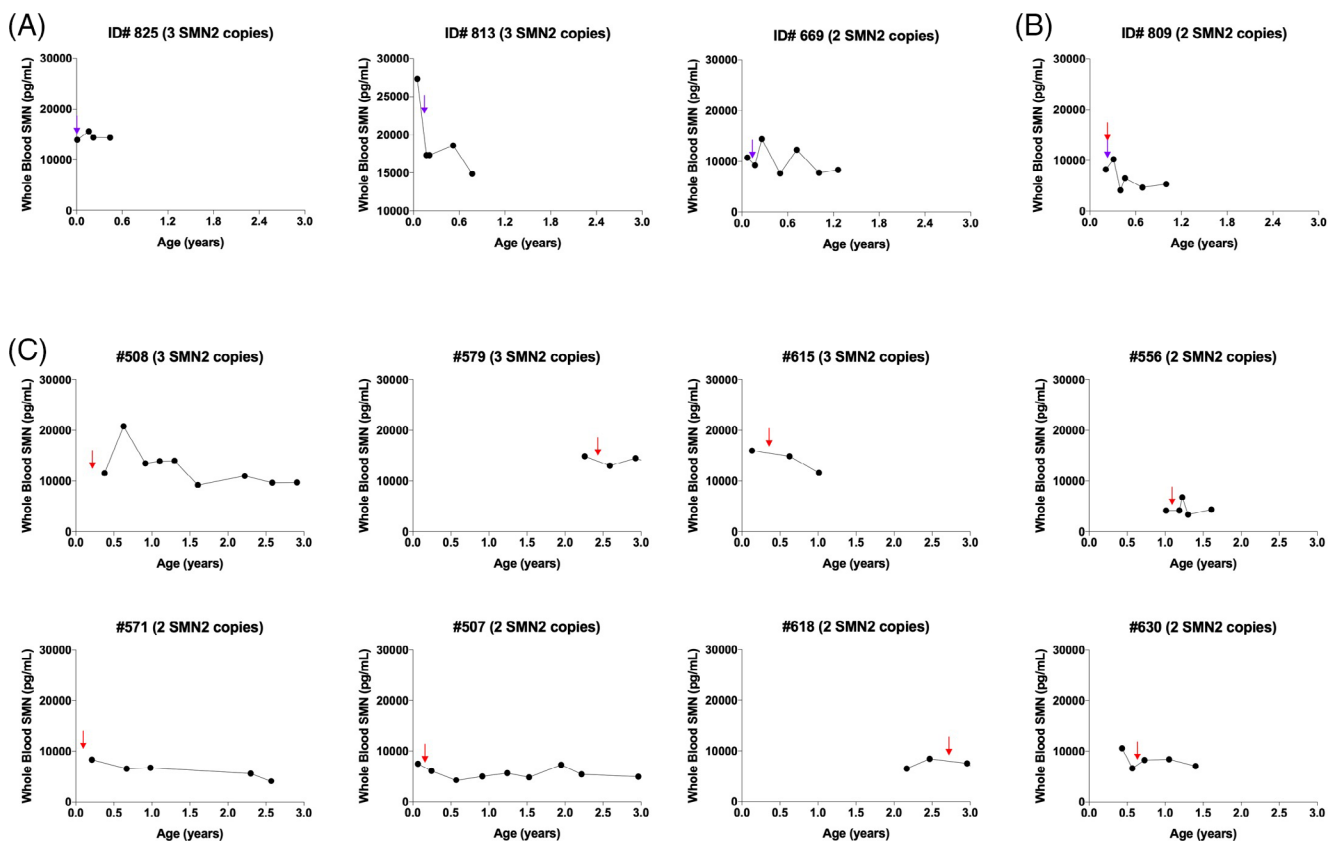 (A)
ID# 825 (3 SMN2 copies)
Whole Blood SMN (pg/mL)
30000
20000
10000
0
0.0 0.6 1.2 1.8 2.4 3.0
Age (years)
ID# 813 (3 SMN2 copies)
Whole Blood SMN (pg/mL)
30000
25000
20000
15000
10000
0.0 0.6 1.2 1.8 2.4 3.0
Age (years)
ID# 669 (2 SMN2 copies)
Whole Blood SMN (pg/mL)
30000
20000
10000
0
0.0 0.6 1.2 1.8 2.4 3.0
Age (years)
(B)
ID# 809 (2 SMN2 copies)
Whole Blood SMN (pg/mL)
30000
20000
10000
0
0.0 0.6 1.2 1.8 2.4 3.0
Age (years)
(C)
#508 (3 SMN2 copies)
Whole Blood SMN (pg/mL)
30000
20000
10000
0
0.0 0.5 1.0 1.5 2.0 2.5 3.0
Age (years)
#579 (3 SMN2 copies)
Whole Blood SMN (pg/mL)
30000
20000
10000
0
0.0 0.5 1.0 1.5 2.0 2.5 3.0
Age (years)
#615 (3 SMN2 copies)
Whole Blood SMN (pg/mL)
30000
20000
10000
0
0.0 0.5 1.0 1.5 2.0 2.5 3.0
Age (years)
#556 (2 SMN2 copies)
Whole Blood SMN (pg/mL)
30000
20000
10000
0
0.0 0.5 1.0 1.5 2.0 2.5 3.0
Age (years)
#571 (2 SMN2 copies)
Whole Blood SMN (pg/mL)
30000
20000
10000
0
0.0 0.5 1.0 1.5 2.0 2.5 3.0
Age (years)
#507 (2 SMN2 copies)
Whole Blood SMN (pg/mL)
30000
20000
10000
0
0.0 0.5 1.0 1.5 2.0 2.5 3.0
Age (years)
#618 (2 SMN2 copies)
Whole Blood SMN (pg/mL)
30000
20000
10000
0
0.0 0.5 1.0 1.5 2.0 2.5 3.0
Age (years)
#630 (2 SMN2 copies)
Whole Blood SMN (pg/mL)
30000
20000
10000
0
0.0 0.5 1.0 1.5 2.0 2.5 3.0
Age (years)